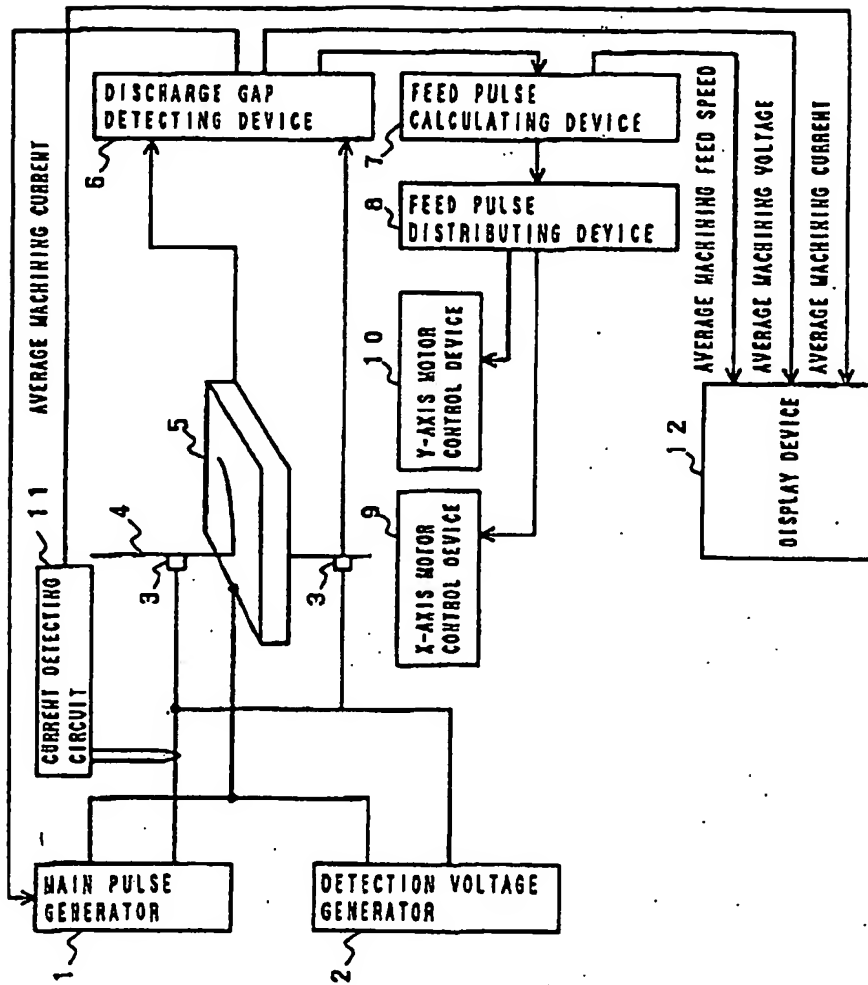 AVERAGE MACHINING CURRENT
11
CURRENT DETECTING
CIRCUIT
MAIN PULSE
GENERATOR
1
DETECTION VOLTAGE
GENERATOR
2
3
4
5
3
DISCHARGE GAP
DETECTING DEVICE
6
FEED PULSE
CALCULATING DEVICE
7
FEED PULSE
DISTRIBUTING DEVICE
8
X-AXIS MOTOR
CONTROL DEVICE
9
Y-AXIS MOTOR
CONTROL DEVICE
10
AVERAGE MACHINING FEED SPEED
AVERAGE MACHINING VOLTAGE
AVERAGE MACHINING CURRENT
12
DISPLAY DEVICE